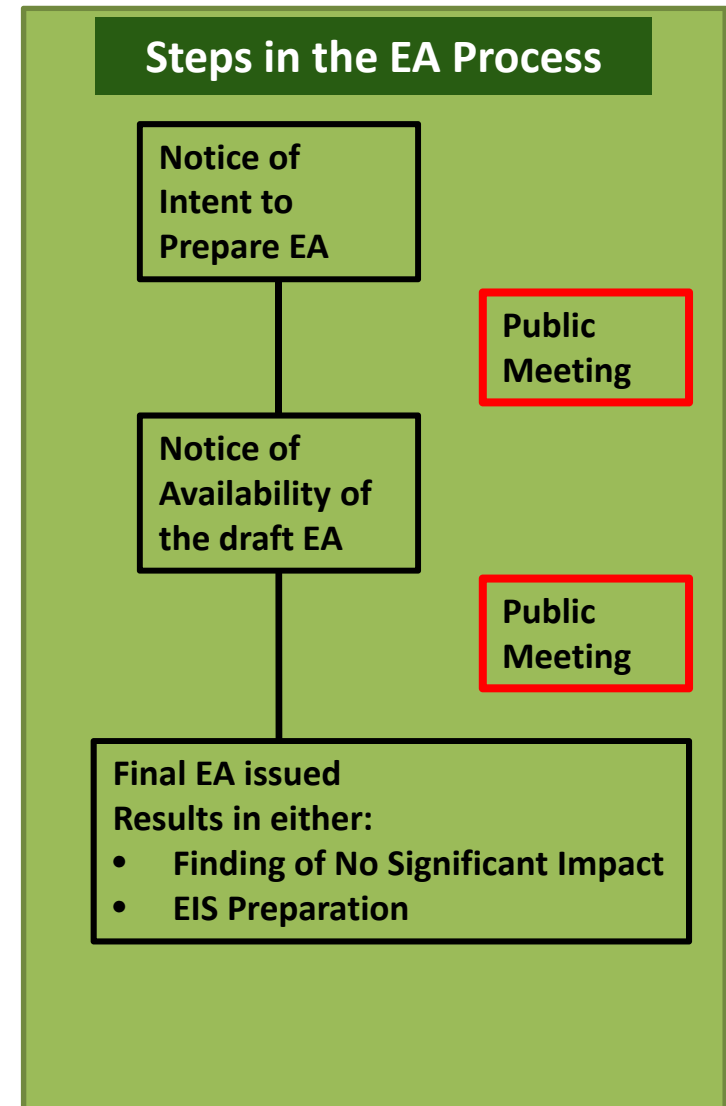 Steps in the EA Process
Notice of
Intent to
Prepare EA
Public
Meeting
Notice of
Availability of
the draft EA
Public
Meeting
Final EA issued
Results in either:
• Finding of No Significant Impact
• EIS Preparation